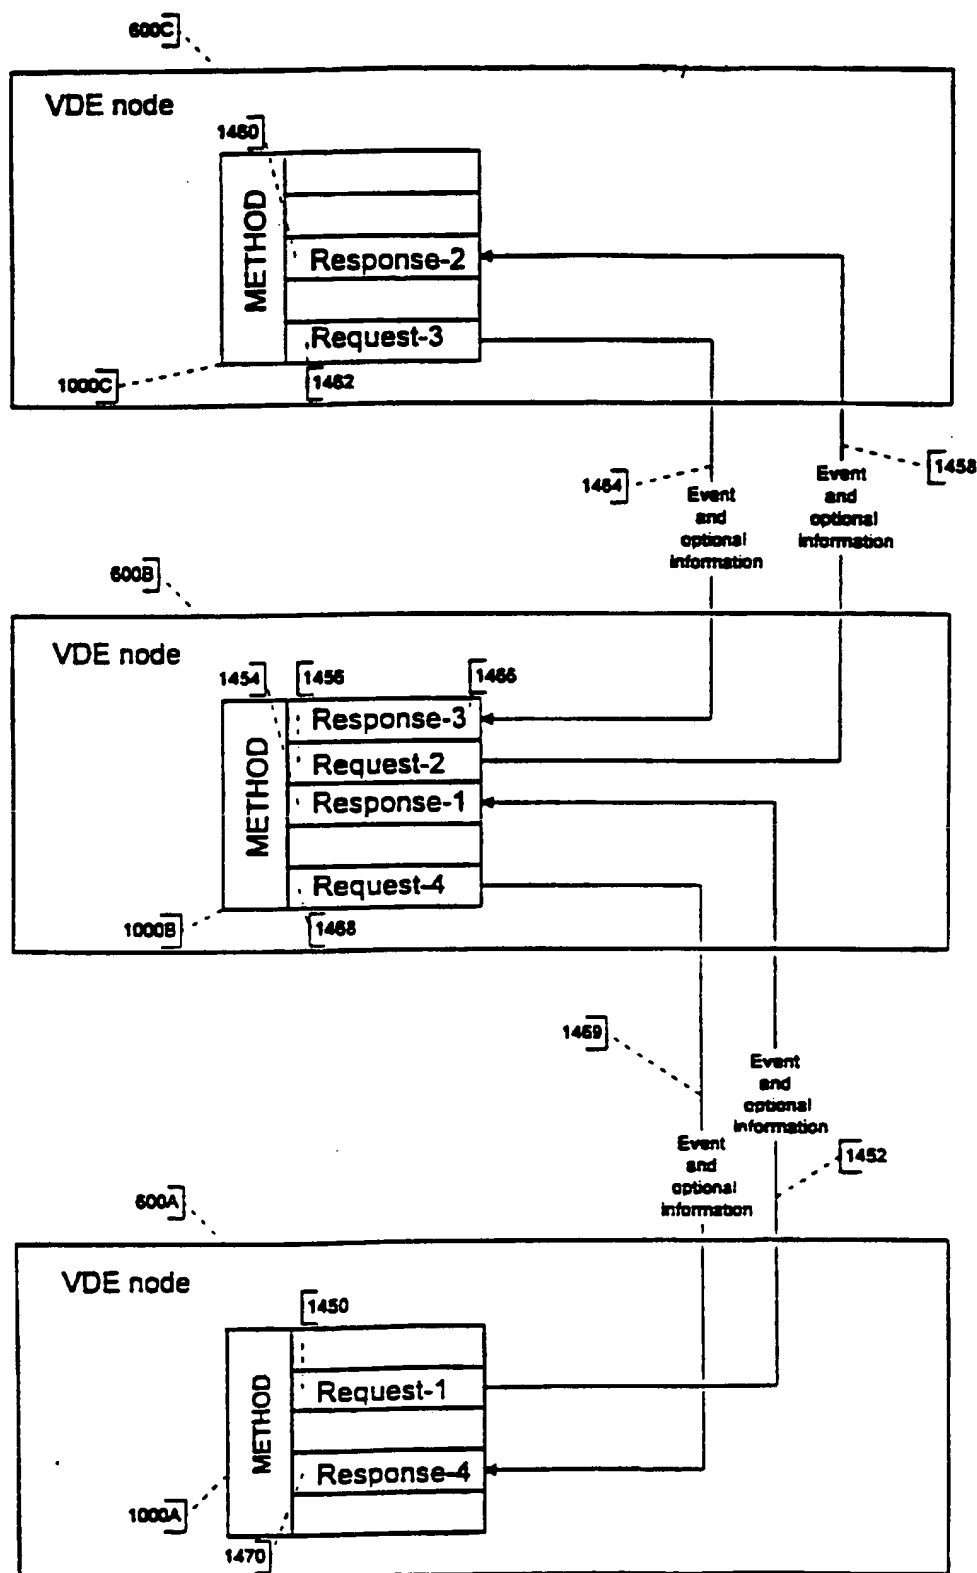 600C
VDE node
1460
METHOD
Response-2
Request-3
1000C
1462
1464
1458
Event
and
optional
information
Event
and
optional
information
600B
VDE node
1454
1456
1466
METHOD
Response-3
Request-2
Response-1
Request-4
1000B
1468
1469
Event
and
optional
information
1452
Event
and
optional
information
600A
VDE node
1450
METHOD
Request-1
Response-4
1000A
1470